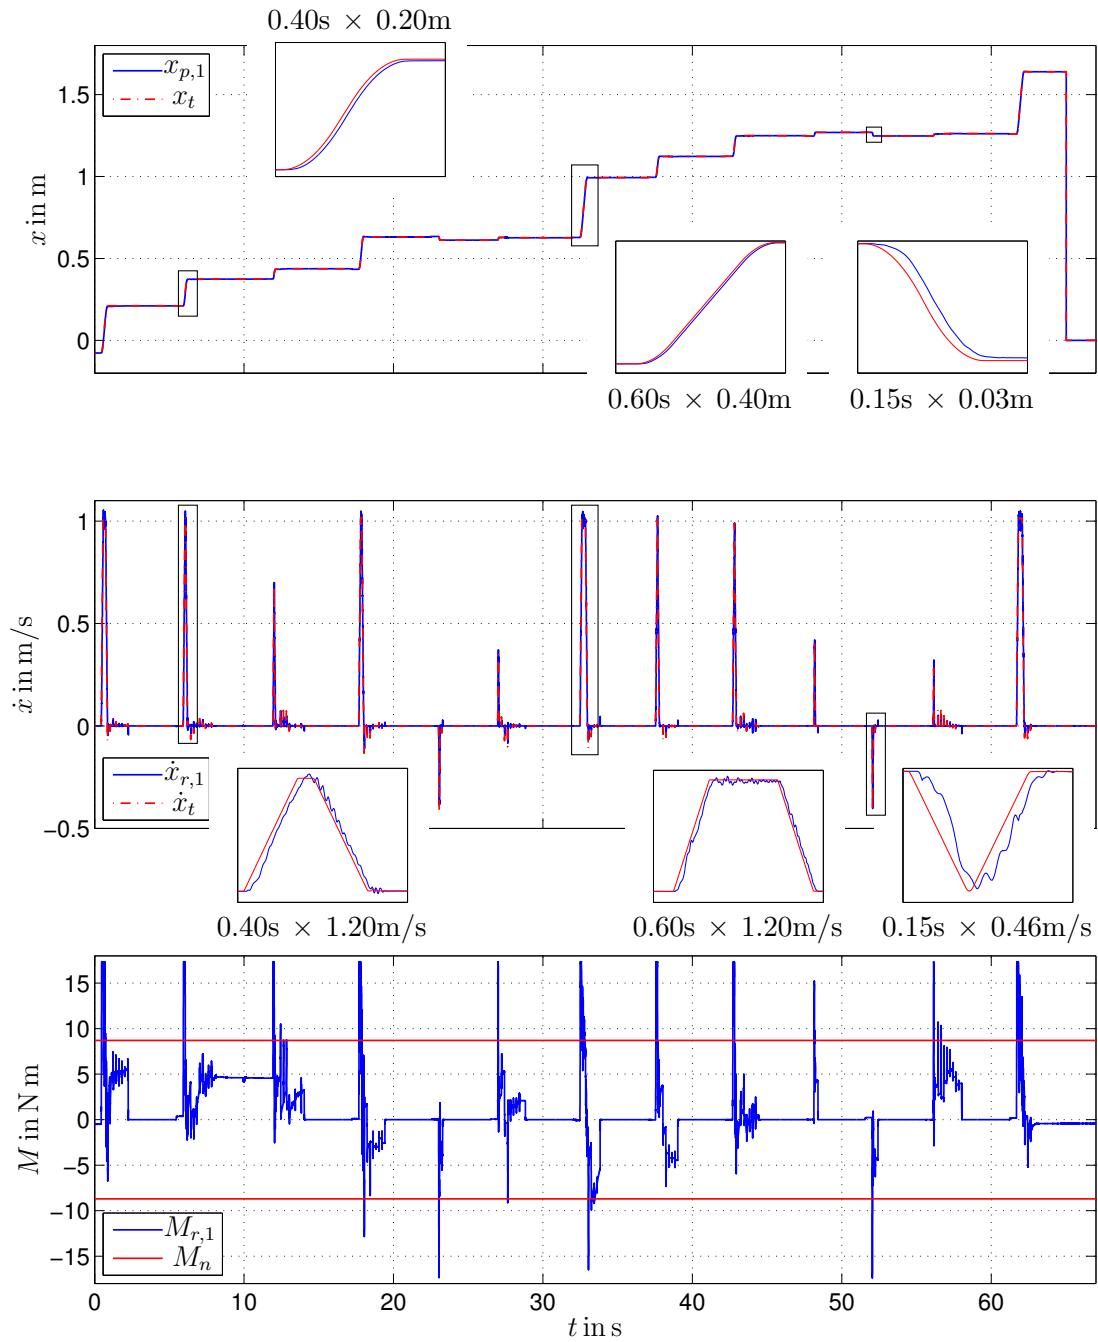 0.40s × 0.20m
x_{p,1}
x_t
1.5
1
0.5
0
x in m
0.60s × 0.40m
0.15s × 0.03m
1
0.5
0
−0.5
ẋ in m/s
ẋ_{r,1}
ẋ_t
0.40s × 1.20m/s
0.60s × 1.20m/s
0.15s × 0.46m/s
15
10
5
0
−5
−10
−15
M in N m
M_{r,1}
M_n
0 10 20 30 40 50 60
t in s